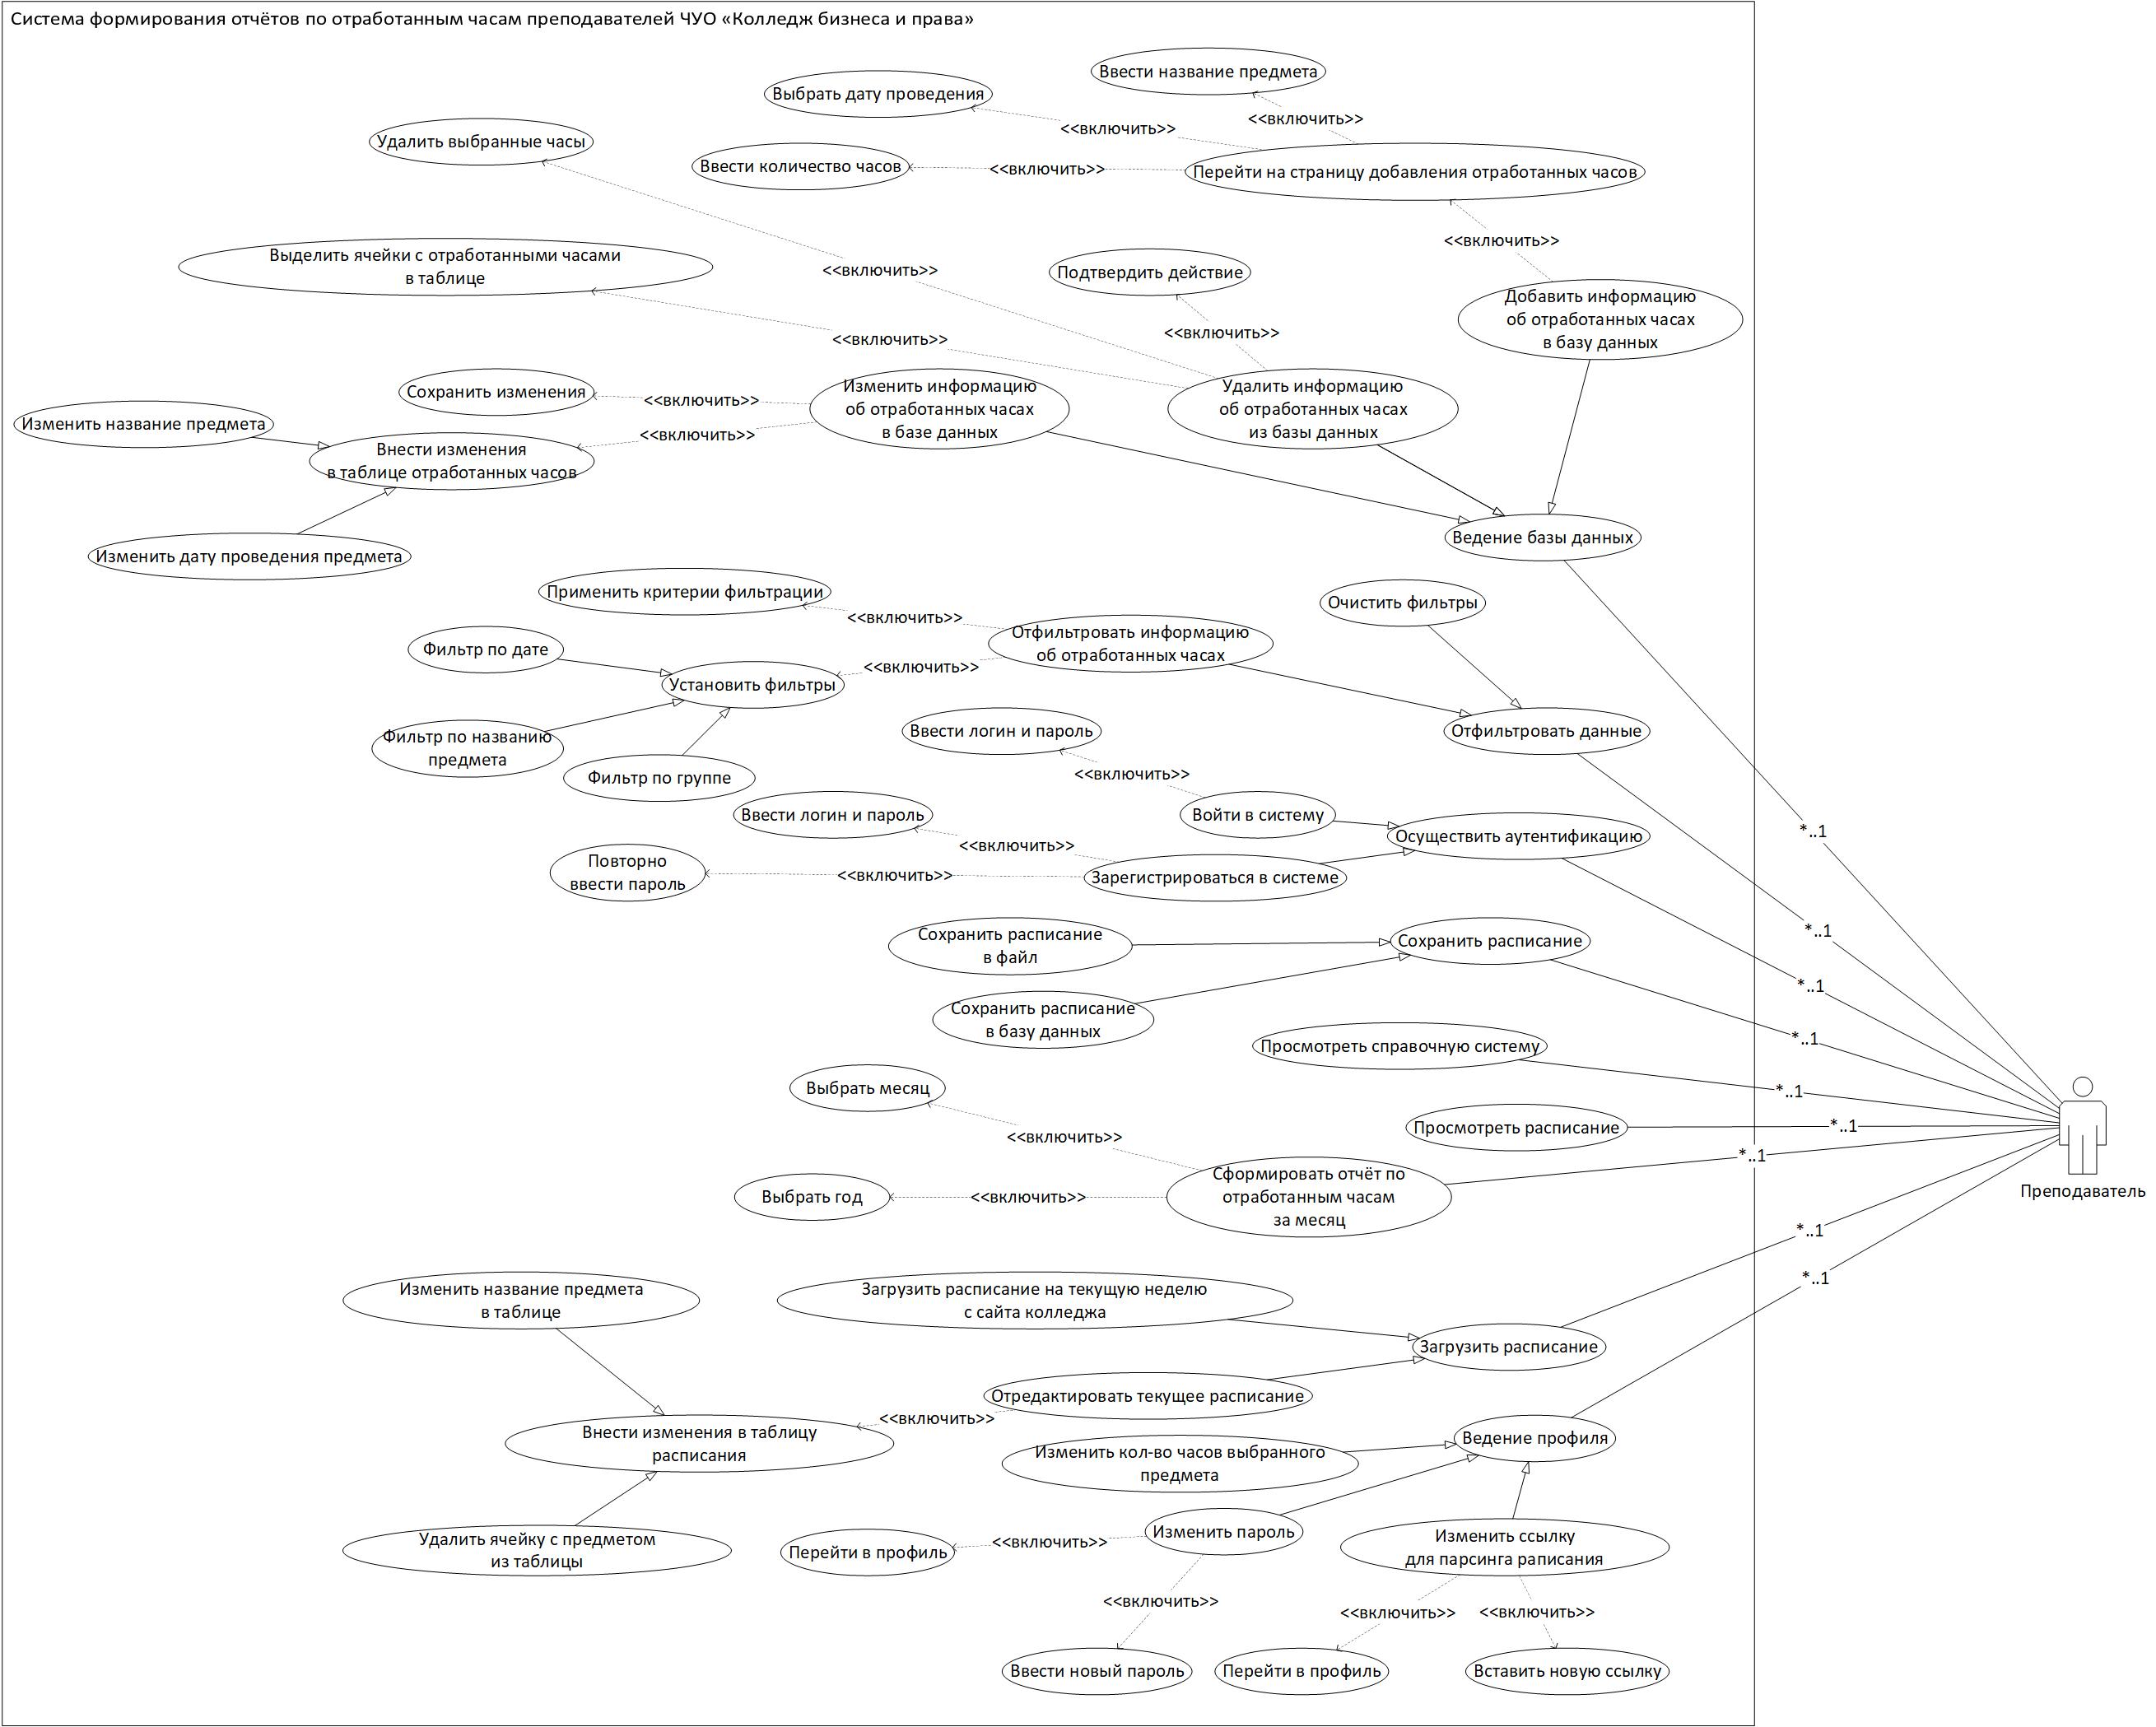 Система формирования отчётов по отработанным часам преподавателей ЧУО «Колледж бизнеса и права»
Ввести название предмета
Выбрать дату проведения
<<включить>>
<<включить>>
Удалить выбранные часы
Ввести количество часов
<<включить>>
Перейти на страницу добавления отработанных часов
<<включить>>
Выделить ячейки с отработанными часами
в таблице
<<включить>>
Подтвердить действие
Добавить информацию
об отработанных часах
в базу данных
<<включить>>
<<включить>>
Сохранить изменения
<<включить>>
Изменить информацию
об отработанных часах
в базе данных
Удалить информацию
об отработанных часах
из базы данных
Изменить название предмета
<<включить>>
Внести изменения
в таблице отработанных часов
Ведение базы данных
Изменить дату проведения предмета
Применить критерии фильтрации
Очистить фильтры
<<включить>>
Отфильтровать информацию
об отработанных часах
Фильтр по дате
<<включить>>
Установить фильтры
Фильтр по названию
предмета
Ввести логин и пароль
Отфильтровать данные
Фильтр по группе
<<включить>>
Ввести логин и пароль
Войти в систему
*..1
Осуществить аутентификацию
<<включить>>
Повторно
ввести пароль
<<включить>>
Зарегистрироваться в системе
*..1
Сохранить расписание
в файл
Сохранить расписание
*..1
Сохранить расписание
в базу данных
*..1
Просмотреть справочную систему
Выбрать месяц
*..1
Просмотреть расписание
*..1
<<включить>>
*..1
Сформировать отчёт по
отработанным часам
за месяц
Выбрать год
<<включить>>
Преподаватель
*..1
*..1
Изменить название предмета
в таблице
Загрузить расписание на текущую неделю
с сайта колледжа
Загрузить расписание
Отредактировать текущее расписание
<<включить>>
Внести изменения в таблицу
расписания
Ведение профиля
Изменить кол-во часов выбранного
предмета
Удалить ячейку с предметом
из таблицы
Перейти в профиль
<<включить>>
Изменить пароль
Изменить ссылку
для парсинга раписания
<<включить>>
<<включить>>
<<включить>>
Ввести новый пароль
Перейти в профиль
Вставить новую ссылку